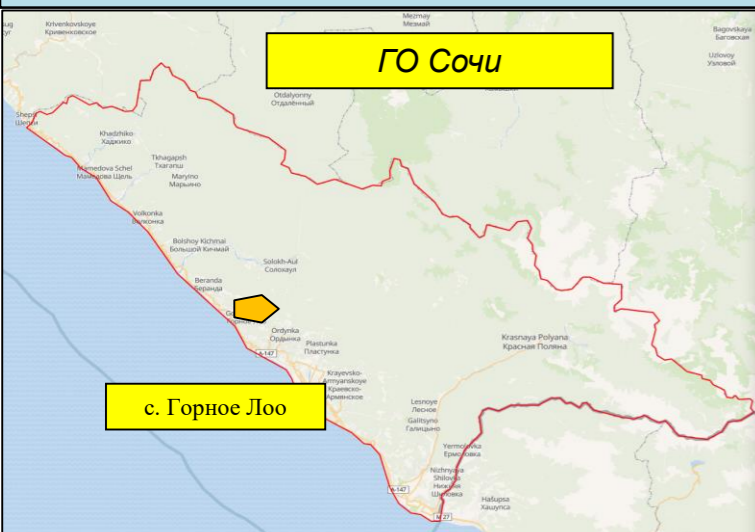 Krivenkovskoye
Кривенковское
Mezmay
Мезмай
Bagovskaya
Баговская
ГО Сочи
Uzlovoy
Узловой
Otdalyonny
Отдалённый
Shepsi
Шепси
Khadzhiko
Хаджико
Tkhagapsh
Тхагапш
Mamedova Schel
Мамедова Щель
Maryino
Марьино
Volkonka
Волконка
Bolshoy Kichmai
Большой Кичмай
Solokh-Aul
Солохаул
Beranda
Беранда
Ordynka
Ордынка
Plastunka
Пластунка
А-147
Krasnaya Polyana
Красная Поляна
Krayevsko-
Armyanskoye
Краевско-
Армянское
с. Горное Лоо
Lesnoye
Лесное
Galitsyno
Галицыно
Yermolovka
Ермоловка
Nizhnyaya
Shilovka
Нижняя
Шиловка
А-147
Hašupsa
Хашупса